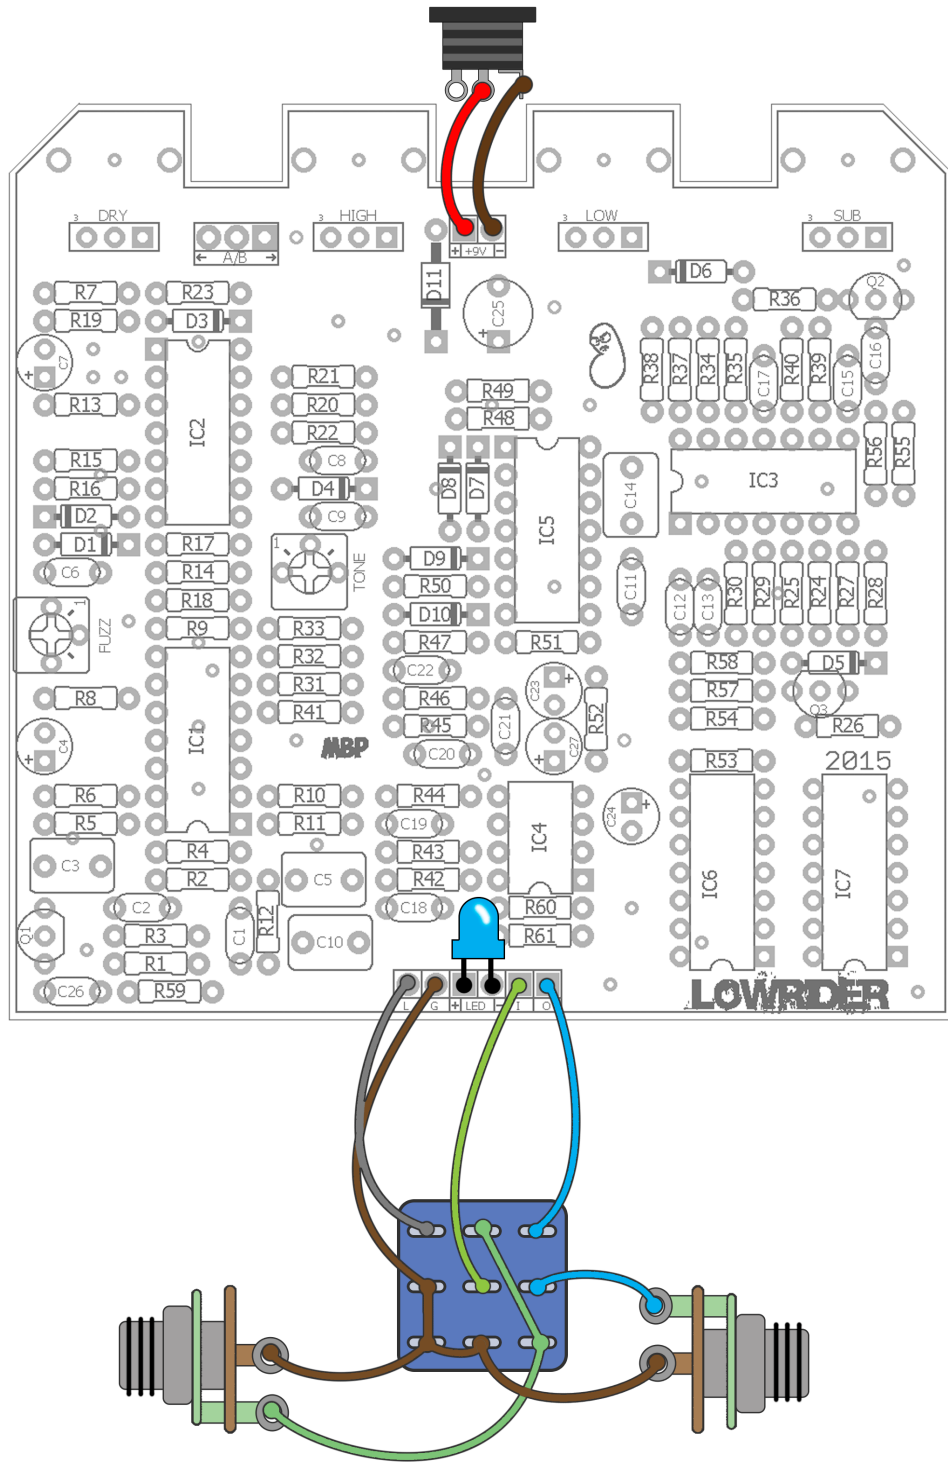 3 DRY
A/B
3 HIGH
+ +9V −
3 LOW
3 SUB
D11
D6
R7
R23
C25
+
R36
Q2
R19
D3
C7
+
R21
R38
R37
R34
R35
C17
R40
R39
C15
C16
R13
R20
R49
R22
R48
IC2
R15
C8
R56
R55
R16
D4
D8
D7
C14
IC3
D2
C9
IC5
D1
R17
1
TONE
D9
C6
R14
R50
C11
C12
C13
R30
R29
R25
R24
R27
R28
1
FUZZ
R18
D10
R9
R33
R47
R51
R32
C22
C23
+
R58
D5
R31
R57
R8
R41
R46
C21
R52
Q3
R45
R54
R26
C4
+
IC1
MBP
C20
C27
+
R53
2015
R6
R10
R44
C24
+
R5
R11
C19
IC4
C3
R4
R43
R2
C5
R42
IC6
IC7
C2
R12
C18
R60
Q1
R3
C1
C10
R61
R1
C26
R59
L G + LED − I O
LOWRIDER